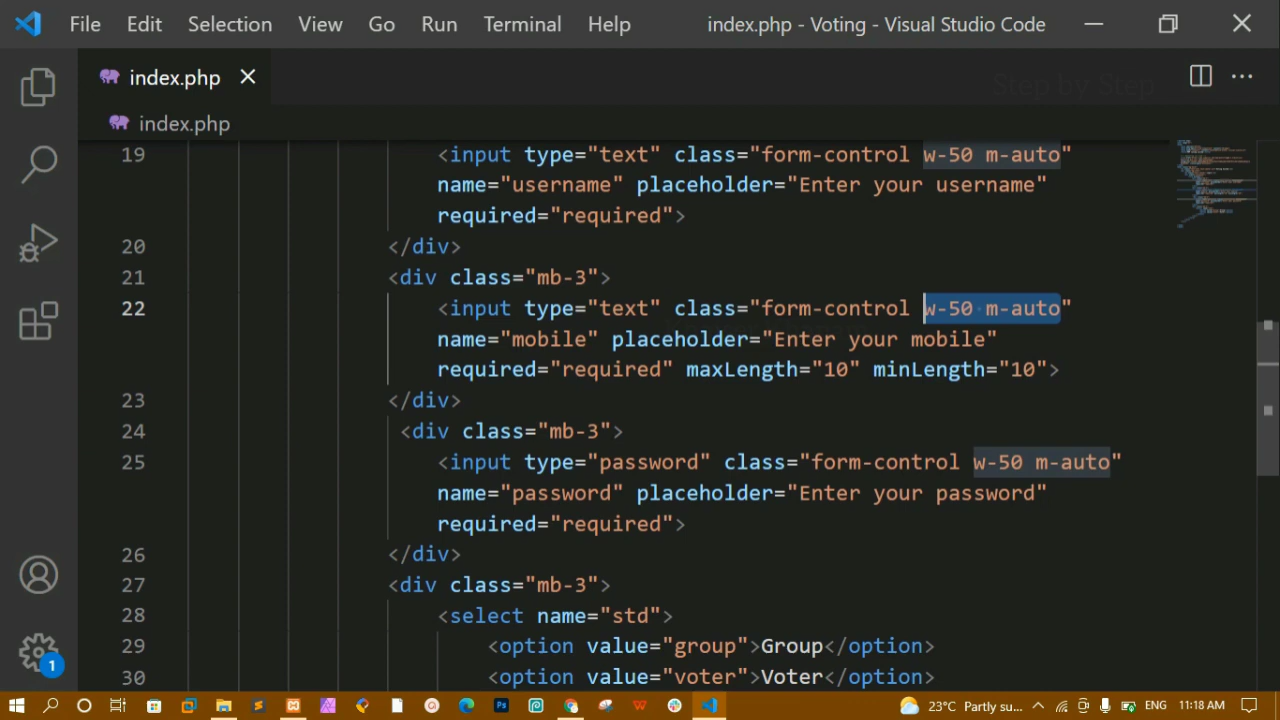 File Edit Selection View Go Run Terminal Help index.php - Voting - Visual Studio Code
index.php
Step by Step
index.php
19 <input type="text" class="form-control w-50 m-auto"
name="username" placeholder="Enter your username"
required="required">
20 </div>
21 <div class="mb-3">
22 <input type="text" class="form-control w-50 m-auto"
name="mobile" placeholder="Enter your mobile"
required="required" maxLength="10" minLength="10">
23 </div>
24 <div class="mb-3">
25 <input type="password" class="form-control w-50 m-auto"
name="password" placeholder="Enter your password"
required="required">
26 </div>
27 <div class="mb-3">
28 <select name="std">
29 <option value="group">Group</option>
30 <option value="voter">Voter</option>
1
23°C Partly su... ENG 11:18 AM